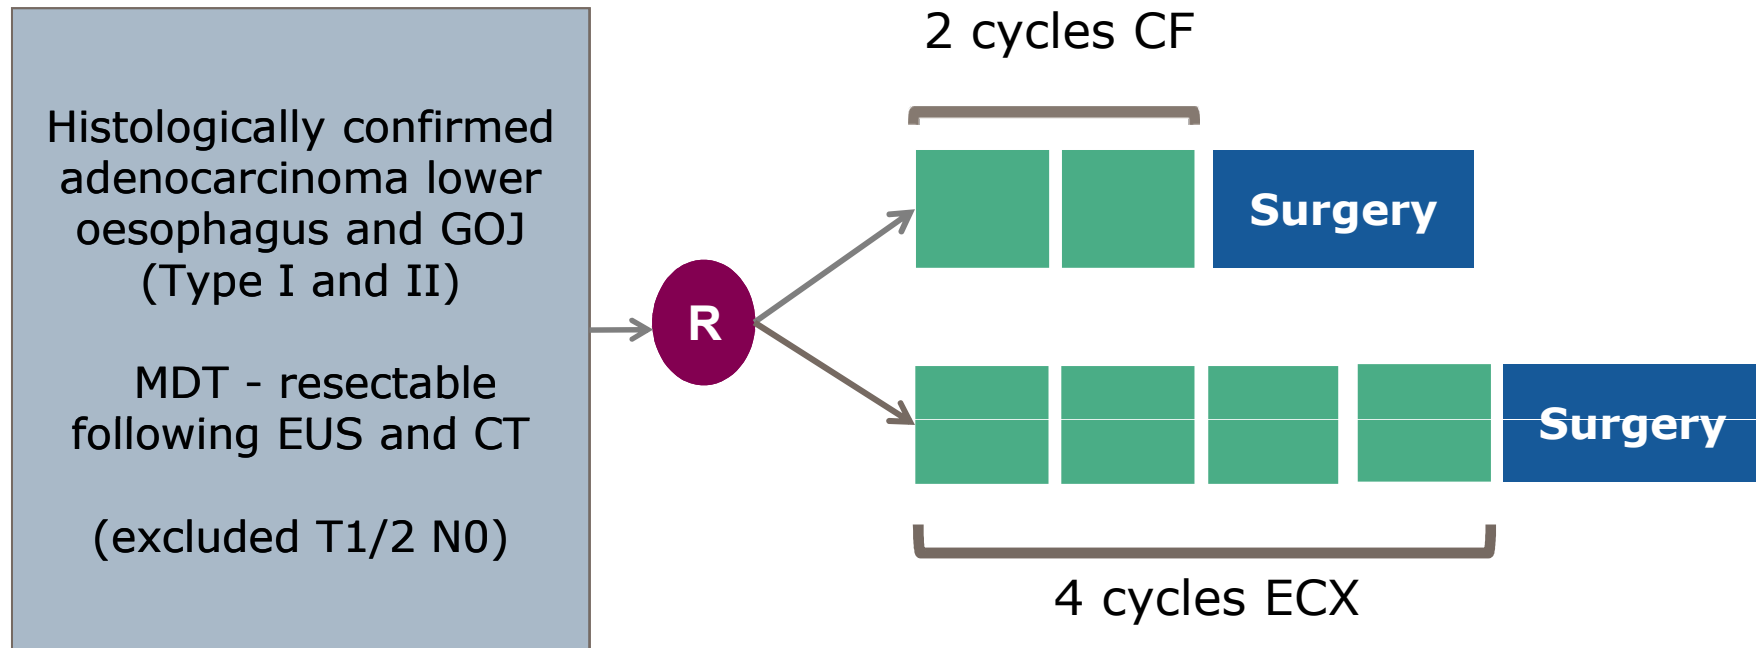 Histologically confirmed
adenocarcinoma lower
oesophagus and GOJ
(Type I and II)
MDT - resectable
following EUS and CT
(excluded T1/2 N0)
R
2 cycles CF
Surgery
Surgery
4 cycles ECX